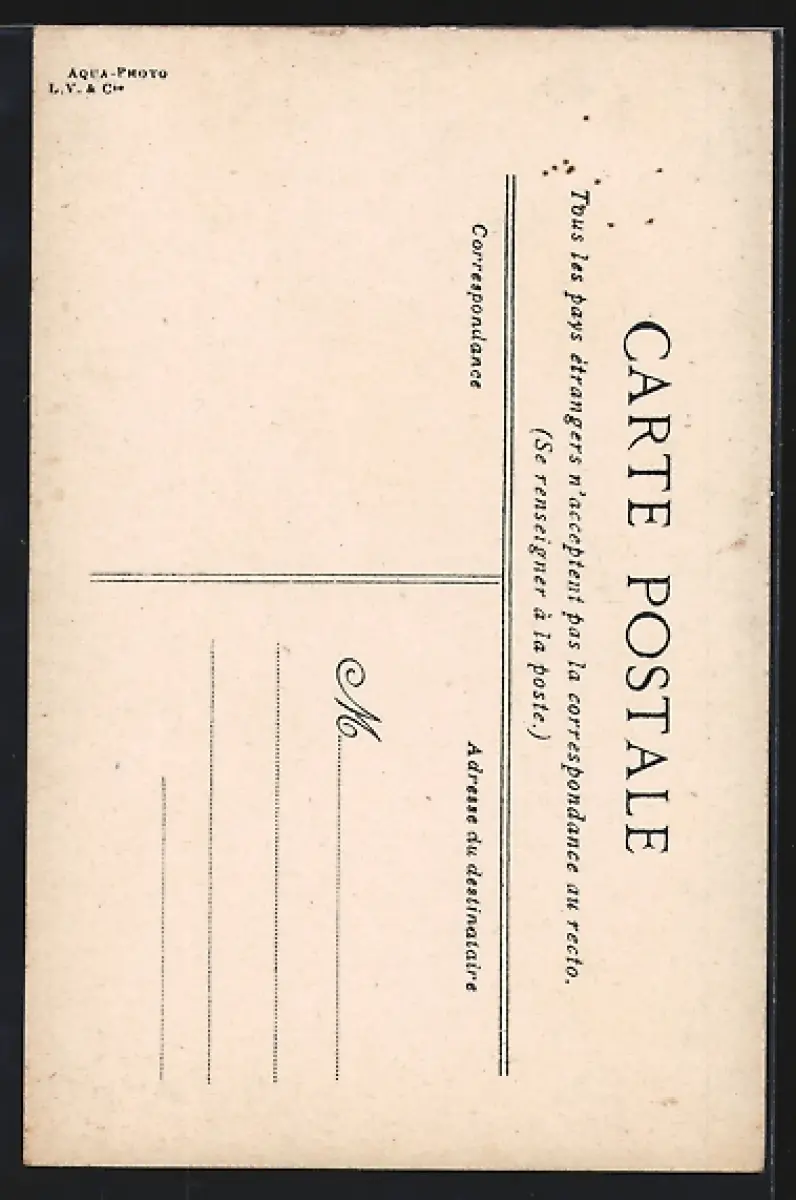 CARTE POSTALE
Tous les pays étrangers n'acceptent pas la correspondance au recto.
(Se renseigner à la poste.)
Correspondance
Adresse du destinataire
M
AQUA-PHOTO
L.V. & Cie